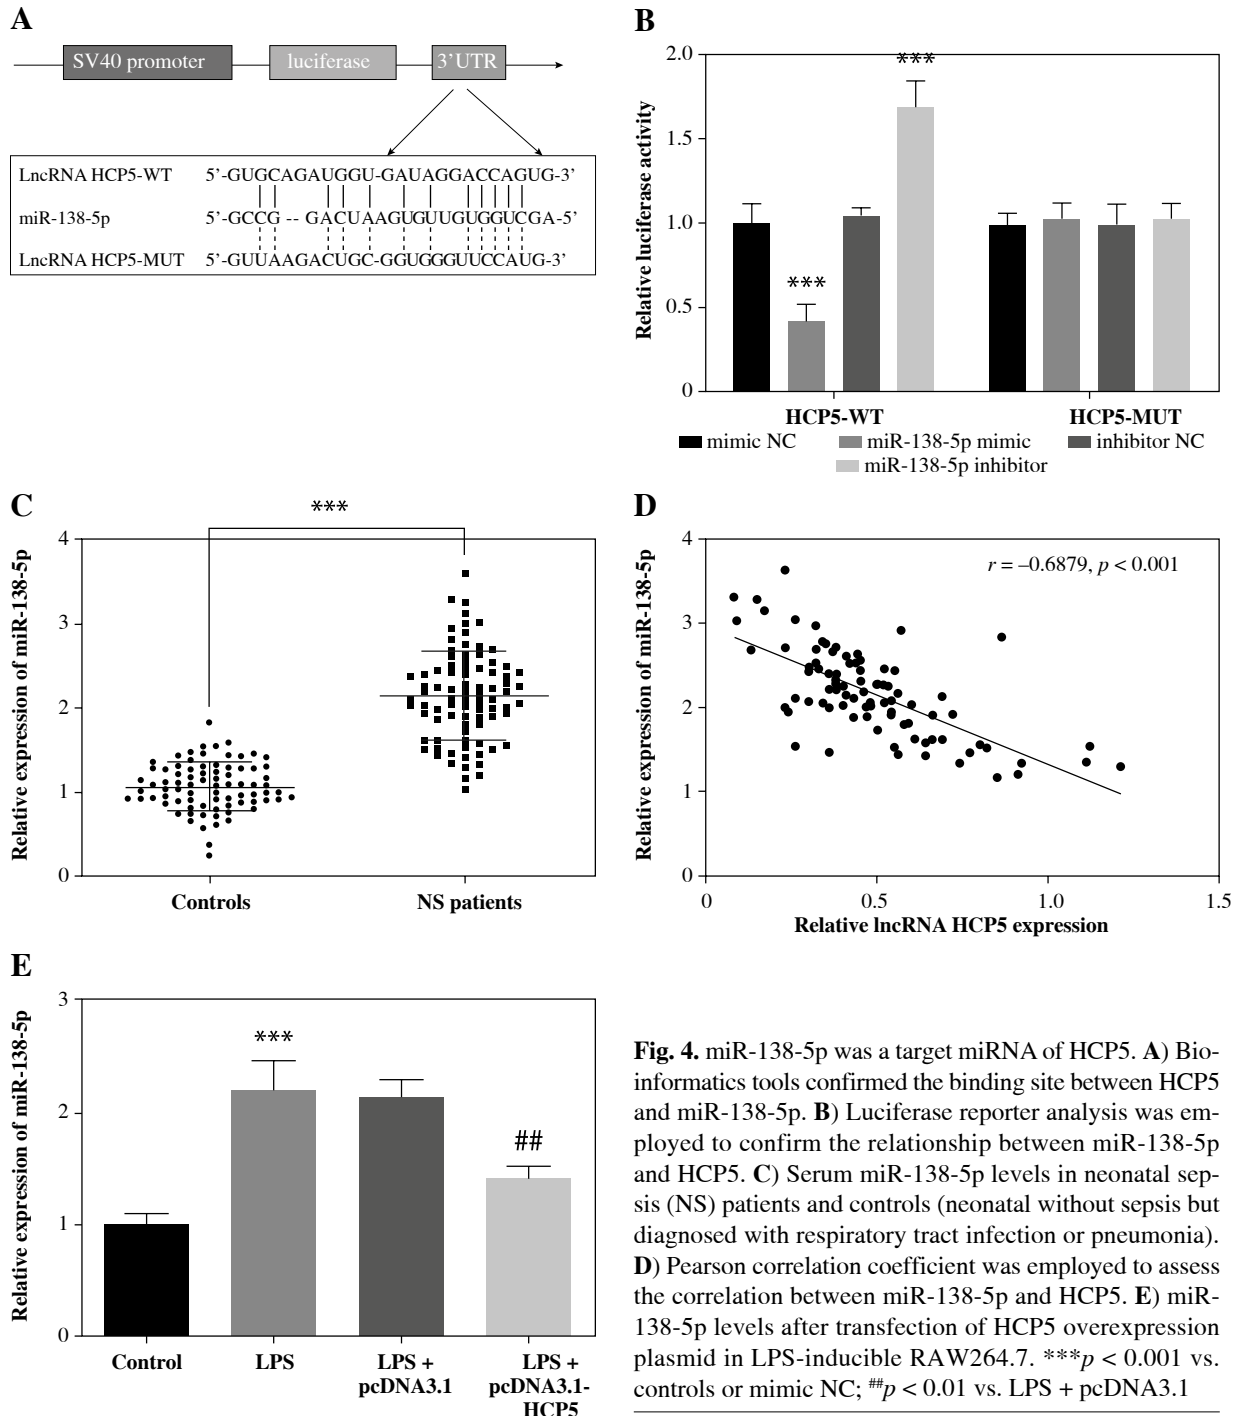 A
SV40 promoter luciferase 3’UTR
LncRNA HCP5-WT 5’-GUGCAGAUGGU-GAUAGGACCAGUG-3’
miR-138-5p 5’-GCCG -- GACUAAGUGUUGUGGUCGA-5’
LncRNA HCP5-MUT 5’-GUUAAGACUGC-GGUGGGUUCCAUG-3’
B
Relative luciferase activity
2.0
1.5
1.0
0.5
0
***
***
HCP5-WT HCP5-MUT
mimic NC miR-138-5p mimic inhibitor NC
miR-138-5p inhibitor
C
Relative expression of miR-138-5p
4
3
2
1
0
***
Controls NS patients
D
Relative expression of miR-138-5p
4
3
2
1
0
r = –0.6879, p < 0.001
0 0.5 1.0 1.5
Relative lncRNA HCP5 expression
E
Relative expression of miR-138-5p
3
2
1
0
***
##
Control LPS LPS + LPS +
pcDNA3.1 pcDNA3.1-
HCP5
Fig. 4. miR-138-5p was a target miRNA of HCP5. A) Bio-
informatics tools confirmed the binding site between HCP5
and miR-138-5p. B) Luciferase reporter analysis was em-
ployed to confirm the relationship between miR-138-5p
and HCP5. C) Serum miR-138-5p levels in neonatal sep-
sis (NS) patients and controls (neonatal without sepsis but
diagnosed with respiratory tract infection or pneumonia).
D) Pearson correlation coefficient was employed to assess
the correlation between miR-138-5p and HCP5. E) miR-
138-5p levels after transfection of HCP5 overexpression
plasmid in LPS-inducible RAW264.7. ***p < 0.001 vs.
controls or mimic NC; ##p < 0.01 vs. LPS + pcDNA3.1